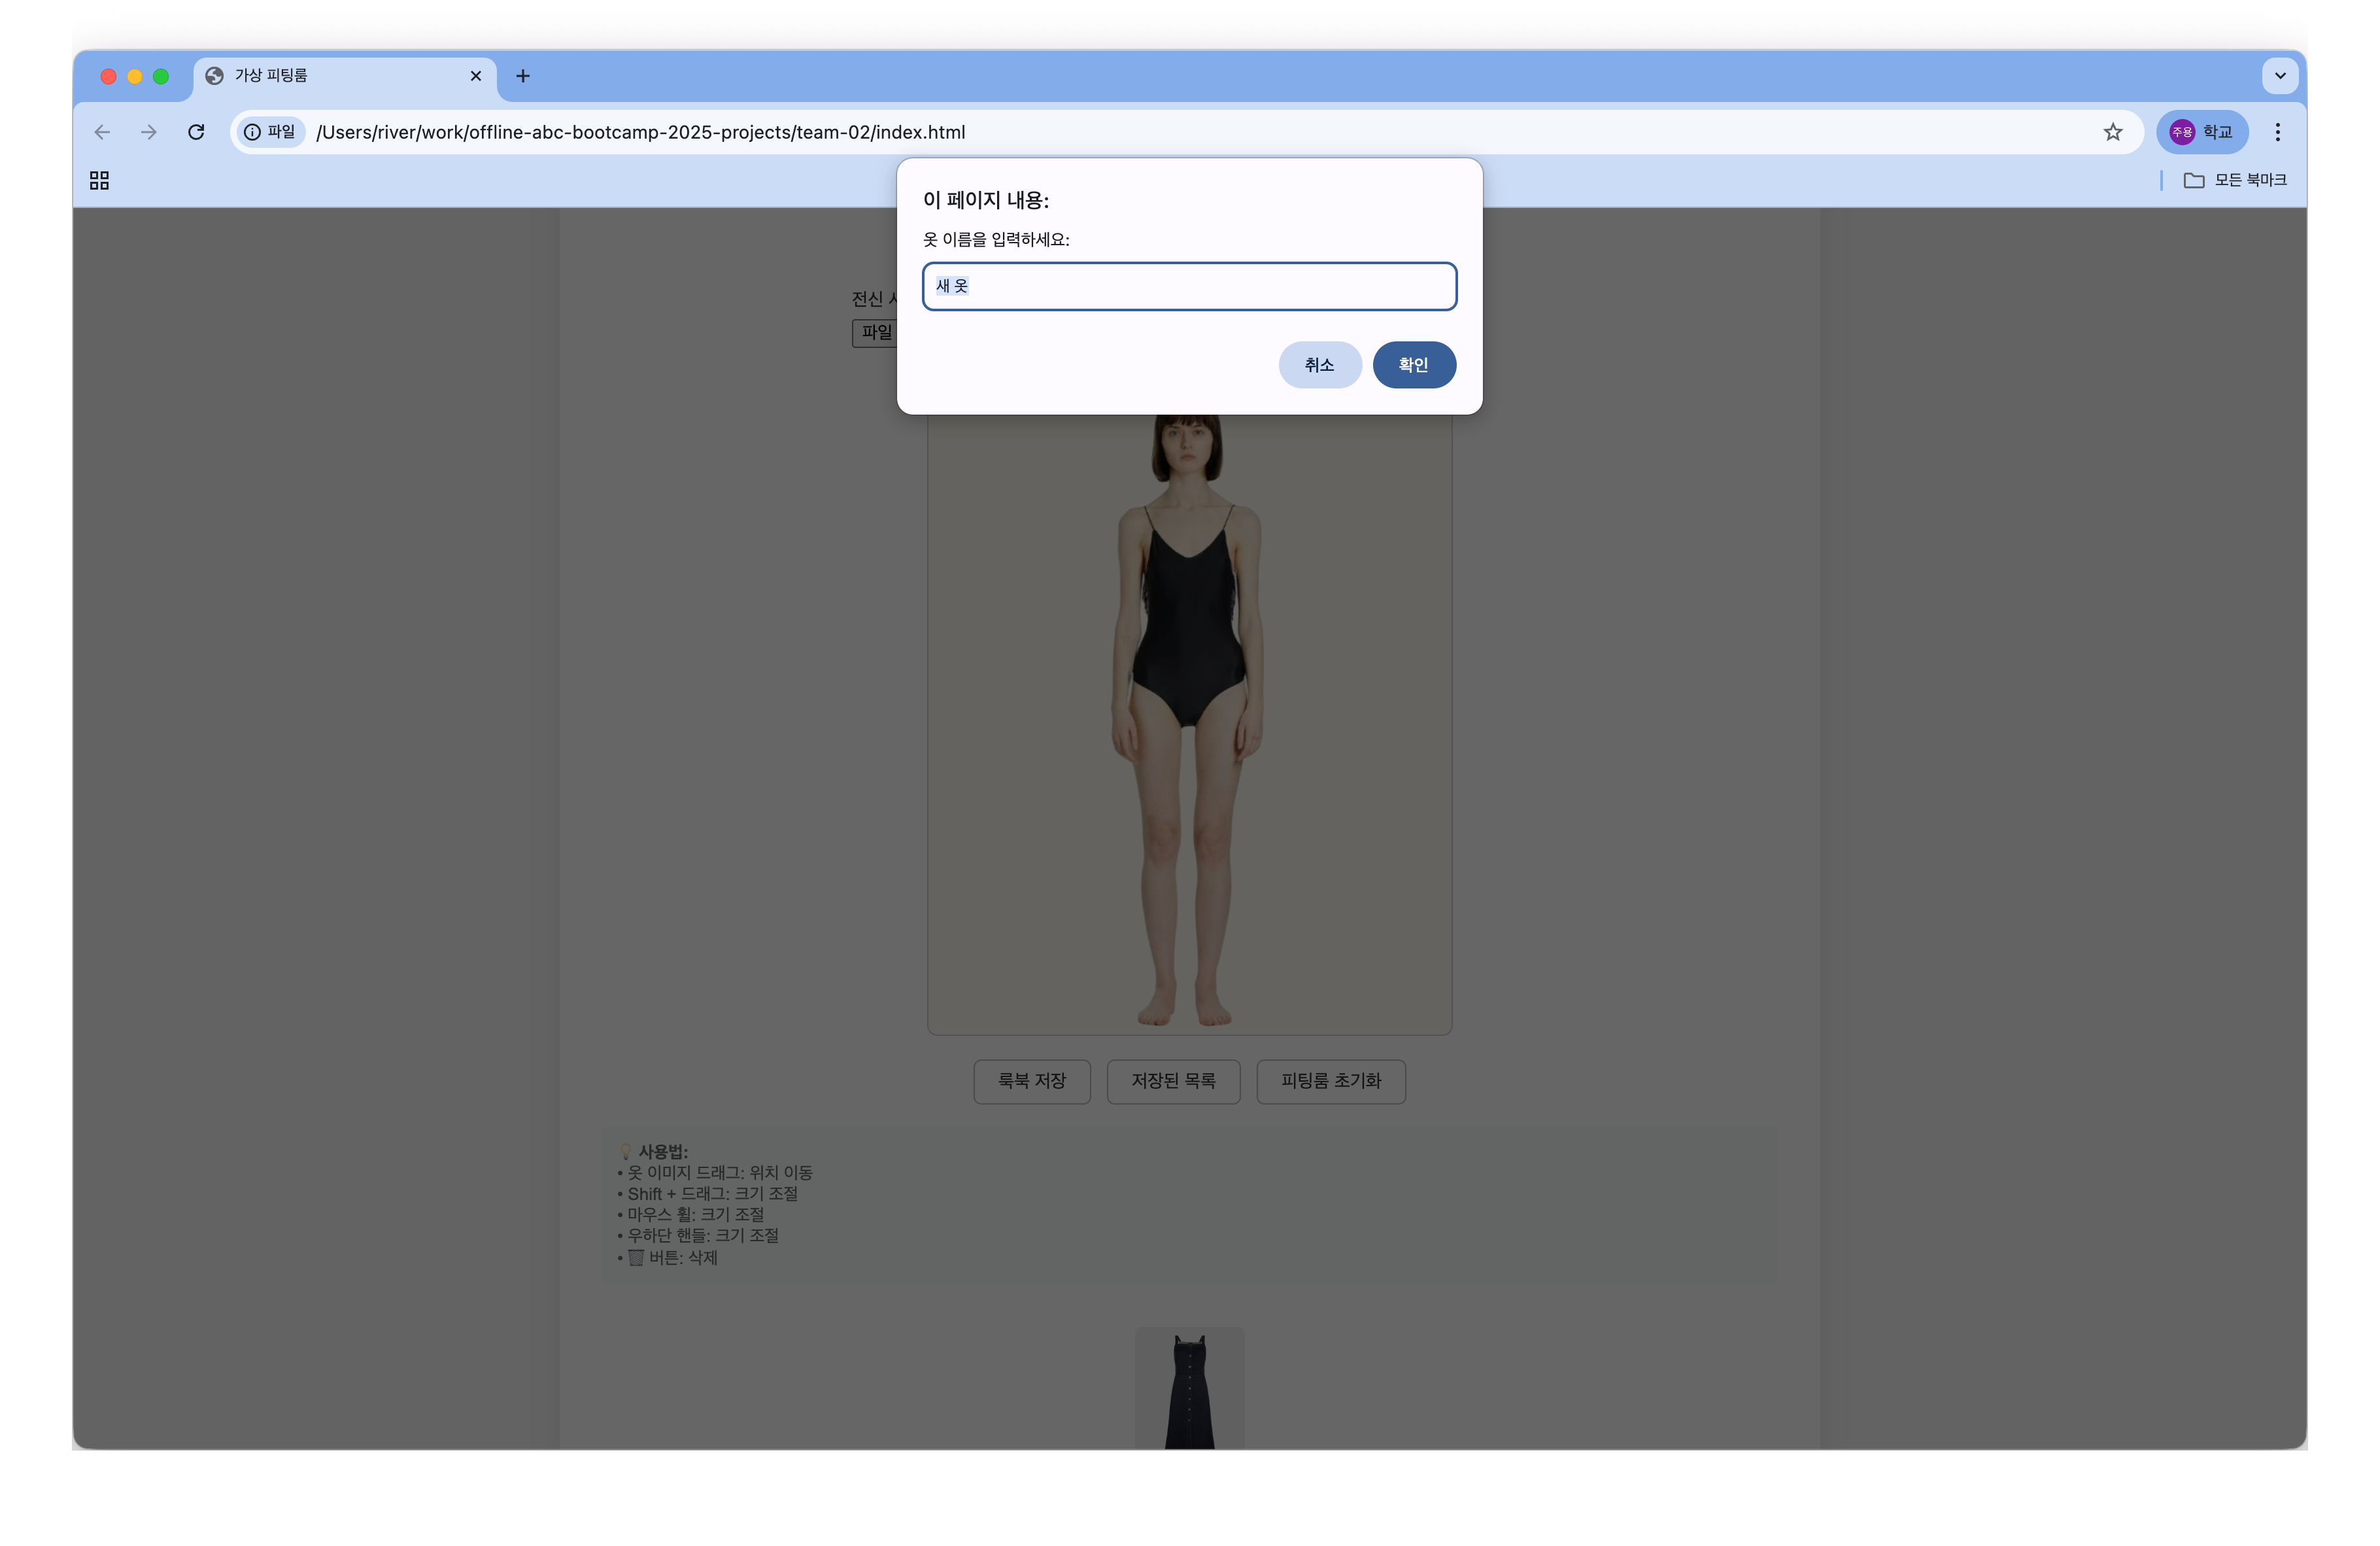 가상 피팅룸
파일
/Users/river/work/offline-abc-bootcamp-2025-projects/team-02/index.html
주용
학교
모든 북마크
이 페이지 내용:
옷 이름을 입력하세요:
새 옷
취소
확인
전신
파일
룩북 저장
저장된 목록
피팅룸 초기화
사용법:
• 옷 이미지 드래그: 위치 이동
• Shift + 드래그: 크기 조절
• 마우스 휠: 크기 조절
• 우하단 핸들: 크기 조절
• 🗑 버튼: 삭제